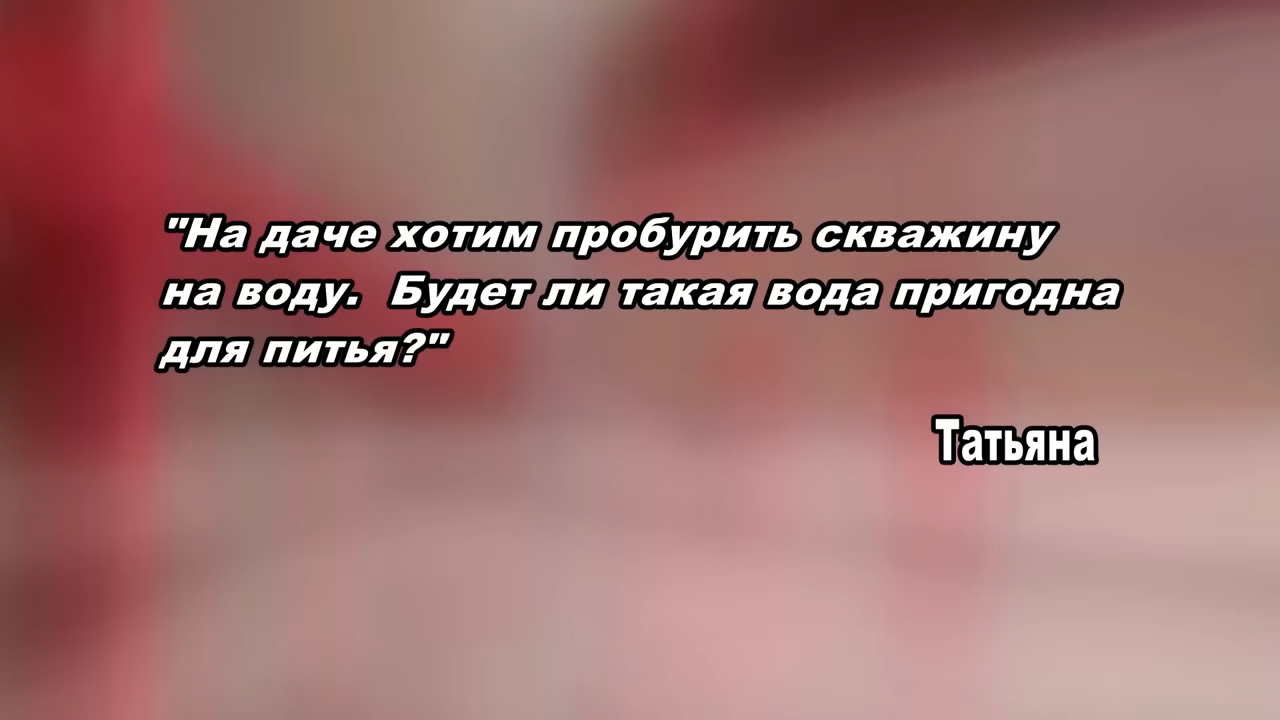 "На даче хотим пробурить скважину
на воду.  Будет ли такая вода пригодна
для питья?"
Татьяна